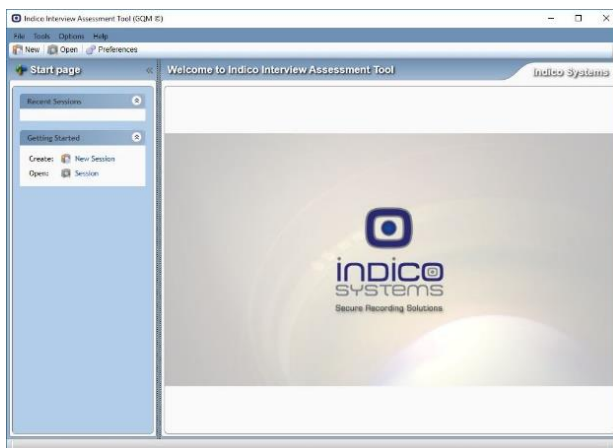 Indico Interview Assessment Tool (GQM ©)
File Tools Options Help
New Open Preferences
Start page
Welcome to Indico Interview Assessment Tool
Indico Systems
Recent Sessions
Getting Started
Create: New Session
Open: Session
INDICO
SYSTEMS
Secure Recording Solutions